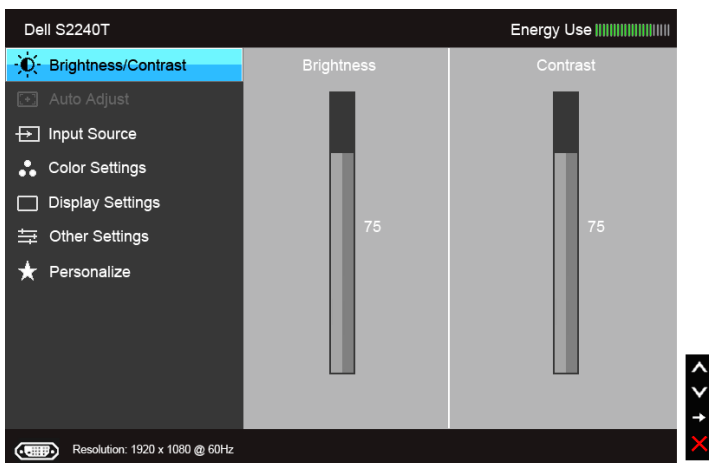 Dell S2240T
Energy Use
Brightness/Contrast
Brightness
Contrast
Auto Adjust
Input Source
Color Settings
Display Settings
75
75
Other Settings
Personalize
Resolution: 1920 x 1080 @ 60Hz